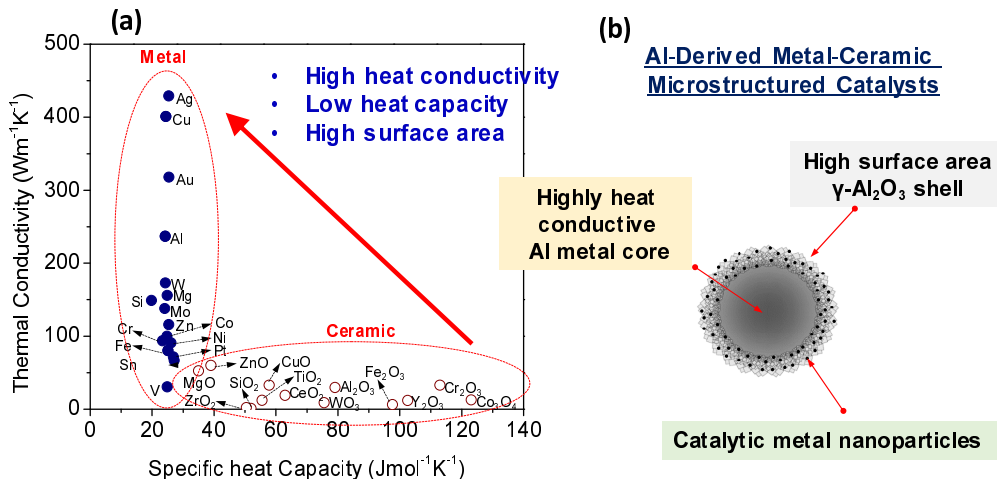 (a)
500
400
300
200
100
0
0
20
40
60
80
100
120
140
Thermal Conductivity (Wm⁻¹K⁻¹)
Specific heat Capacity (Jmol⁻¹K⁻¹)
Metal
• High heat conductivity
• Low heat capacity
• High surface area
Ag
Cu
Au
Al
W
Si
Mg
Mo
Zn
Co
Cr
Ni
Fe
Pt
Sn
V
Ceramic
ZnO
CuO
Fe₂O₃
MgO
SiO₂
TiO₂
Al₂O₃
Cr₂O₃
ZrO₂
CeO₂
WO₃
Y₂O₃
Co₃O₄
(b)
Al-Derived Metal-Ceramic
Microstructured Catalysts
High surface area
γ-Al₂O₃ shell
Highly heat
conductive
Al metal core
Catalytic metal nanoparticles